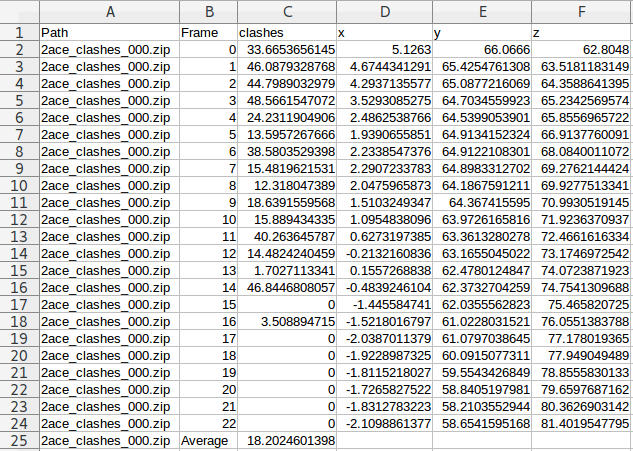 A B C D E F
1 Path Frame clashes x y z
2 2ace_clashes_000.zip 0 33.6653656145 5.1263 66.0666 62.8048
3 2ace_clashes_000.zip 1 46.0879328768 4.6744341291 65.4254761308 63.5181183149
4 2ace_clashes_000.zip 2 44.7989032979 4.2937135577 65.0877216069 64.3588641395
5 2ace_clashes_000.zip 3 48.5661547072 3.5293085275 64.7034559923 65.2342569574
6 2ace_clashes_000.zip 4 24.2311904906 2.4862538766 64.5399053901 65.8556965722
7 2ace_clashes_000.zip 5 13.5957267666 1.9390655851 64.9134152324 66.9137760091
8 2ace_clashes_000.zip 6 38.5803529398 2.2338547376 64.9122108301 68.0840011072
9 2ace_clashes_000.zip 7 15.4819621531 2.2907233783 64.8983312702 69.2762144424
10 2ace_clashes_000.zip 8 12.318047389 2.0475965873 64.1867591211 69.9277513341
11 2ace_clashes_000.zip 9 18.6391559568 1.5103249347 64.367415595 70.9930519145
12 2ace_clashes_000.zip 10 15.889434335 1.0954838096 63.9726165816 71.9236370937
13 2ace_clashes_000.zip 11 40.263645787 0.6273197385 63.3613280278 72.4661616334
14 2ace_clashes_000.zip 12 14.4824240459 -0.2132160836 63.1655045022 73.1746972542
15 2ace_clashes_000.zip 13 1.7027113341 0.1557268838 62.4780124847 74.0723871923
16 2ace_clashes_000.zip 14 46.8446808057 -0.4839246104 62.3732704259 74.7541309688
17 2ace_clashes_000.zip 15 0 -1.445584741 62.0355562823 75.465820725
18 2ace_clashes_000.zip 16 3.508894715 -1.5218016797 61.0228031521 76.0551383788
19 2ace_clashes_000.zip 17 0 -2.0387011379 61.0797038645 77.178019365
20 2ace_clashes_000.zip 18 0 -1.9228987325 60.0915077311 77.949049489
21 2ace_clashes_000.zip 19 0 -1.8115218027 59.5543426849 78.8555830133
22 2ace_clashes_000.zip 20 0 -1.7265827522 58.8405197981 79.6597687162
23 2ace_clashes_000.zip 21 0 -1.8312783223 58.2103552944 80.3626903142
24 2ace_clashes_000.zip 22 0 -2.1098861377 58.6541595168 81.4019547795
25 2ace_clashes_000.zip Average 18.2024601398